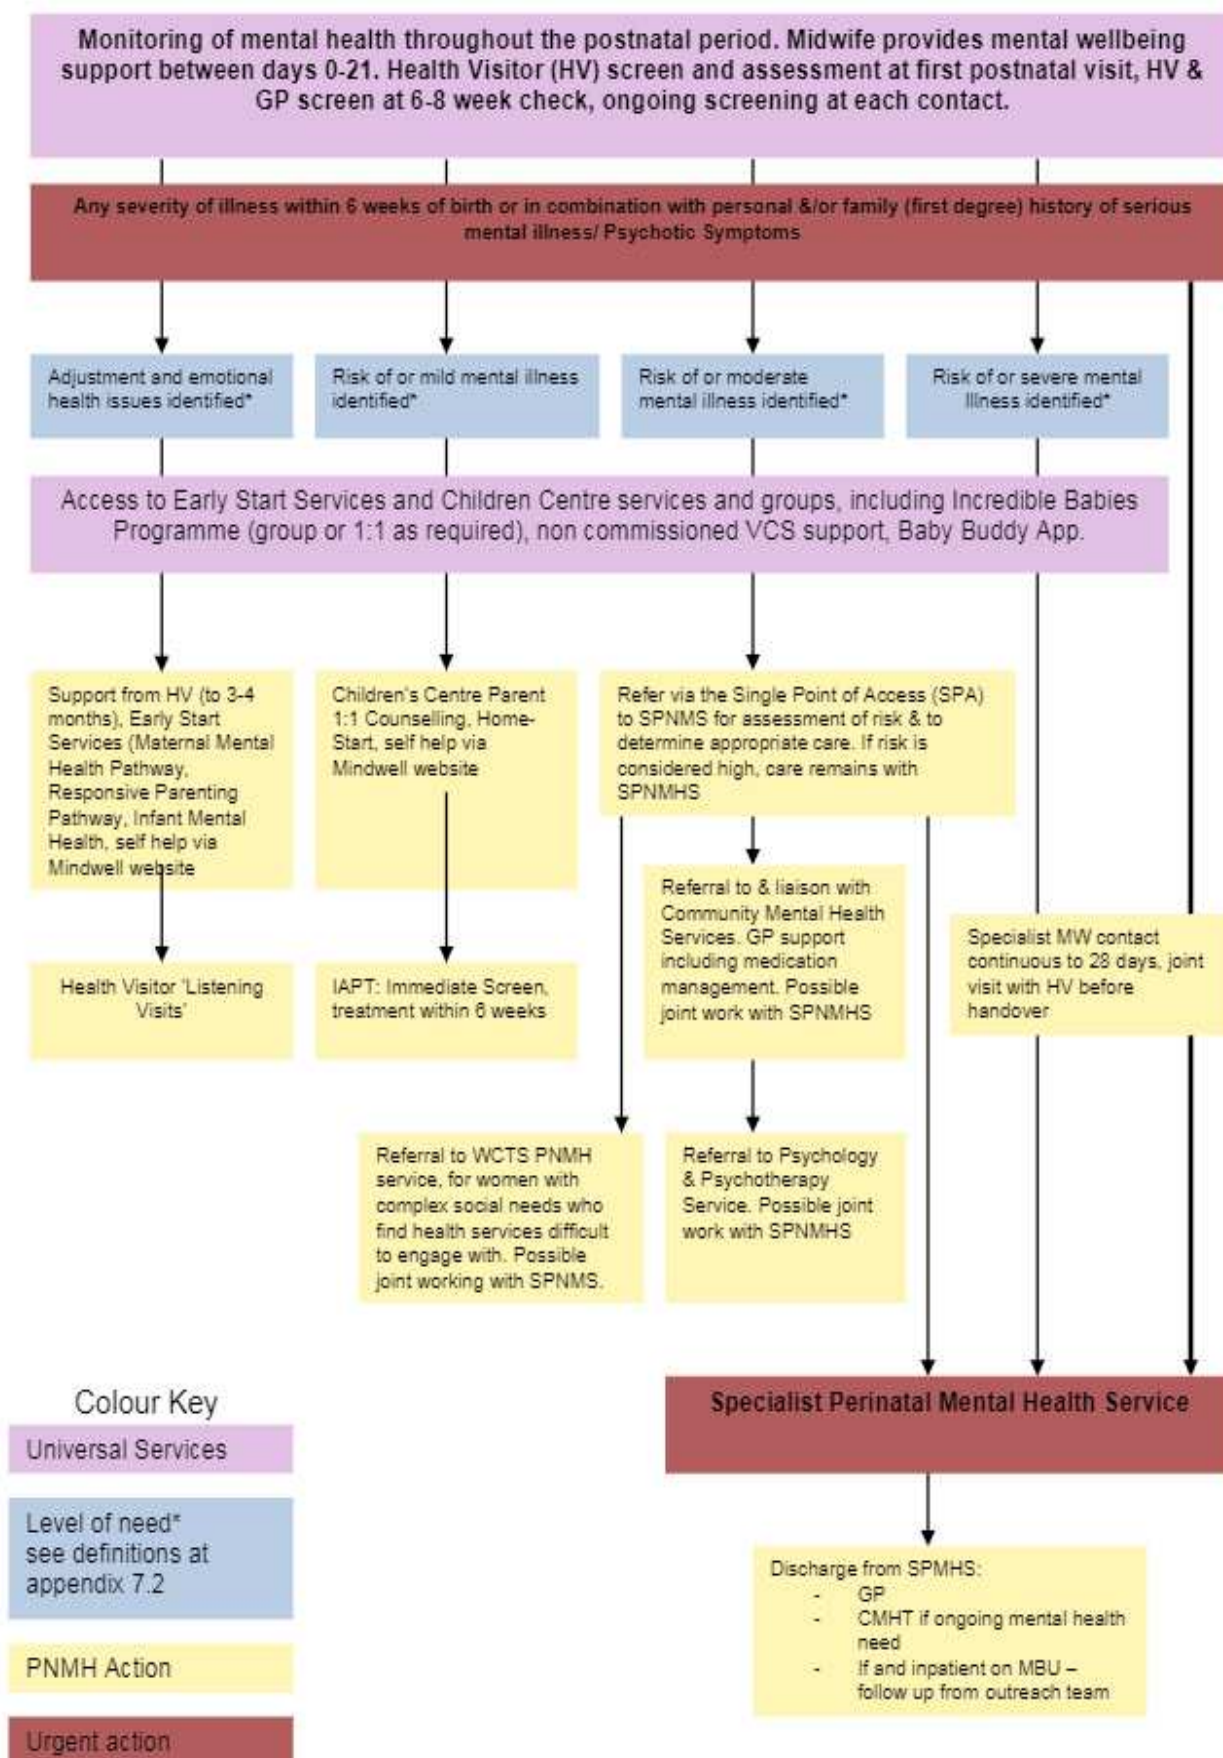 Monitoring of mental health throughout the postnatal period. Midwife provides mental wellbeing
support between days 0-21. Health Visitor (HV) screen and assessment at first postnatal visit, HV &
GP screen at 6-8 week check, ongoing screening at each contact.
Any severity of illness within 6 weeks of birth or in combination with personal &/or family (first degree) history of serious
mental illness/ Psychotic Symptoms
Adjustment and emotional
health issues identified*
Risk of or mild mental illness
identified*
Risk of or moderate
mental illness identified*
Risk of or severe mental
Illness identified*
Access to Early Start Services and Children Centre services and groups, including Incredible Babies
Programme (group or 1:1 as required), non commissioned VCS support, Baby Buddy App.
Support from HV (to 3-4
months), Early Start
Services (Maternal Mental
Health Pathway,
Responsive Parenting
Pathway, Infant Mental
Health, self help via
Mindwell website
Children's Centre Parent
1:1 Counselling, Home-
Start, self help via
Mindwell website
Refer via the Single Point of Access (SPA)
to SPNMS for assessment of risk & to
determine appropriate care. If risk is
considered high, care remains with
SPNMHS
Referral to & liaison with
Community Mental Health
Services. GP support
including medication
management. Possible
joint work with SPNMHS
Specialist MW contact
continuous to 28 days, joint
visit with HV before
handover
Health Visitor 'Listening
Visits'
IAPT: Immediate Screen,
treatment within 6 weeks
Referral to WCTS PNMH
service, for women with
complex social needs who
find health services difficult
to engage with. Possible
joint working with SPNMS.
Referral to Psychology
& Psychotherapy
Service. Possible joint
work with SPNMHS
Specialist Perinatal Mental Health Service
Discharge from SPMHS:
- GP
- CMHT if ongoing mental health
need
- If and inpatient on MBU –
follow up from outreach team
Colour Key
Universal Services
Level of need*
see definitions at
appendix 7.2
PNMH Action
Urgent action